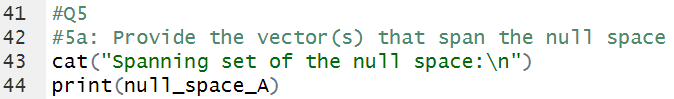 41 #Q5
42 #5a: Provide the vector(s) that span the null space
43 cat("Spanning set of the null space:\n")
44 print(null_space_A)